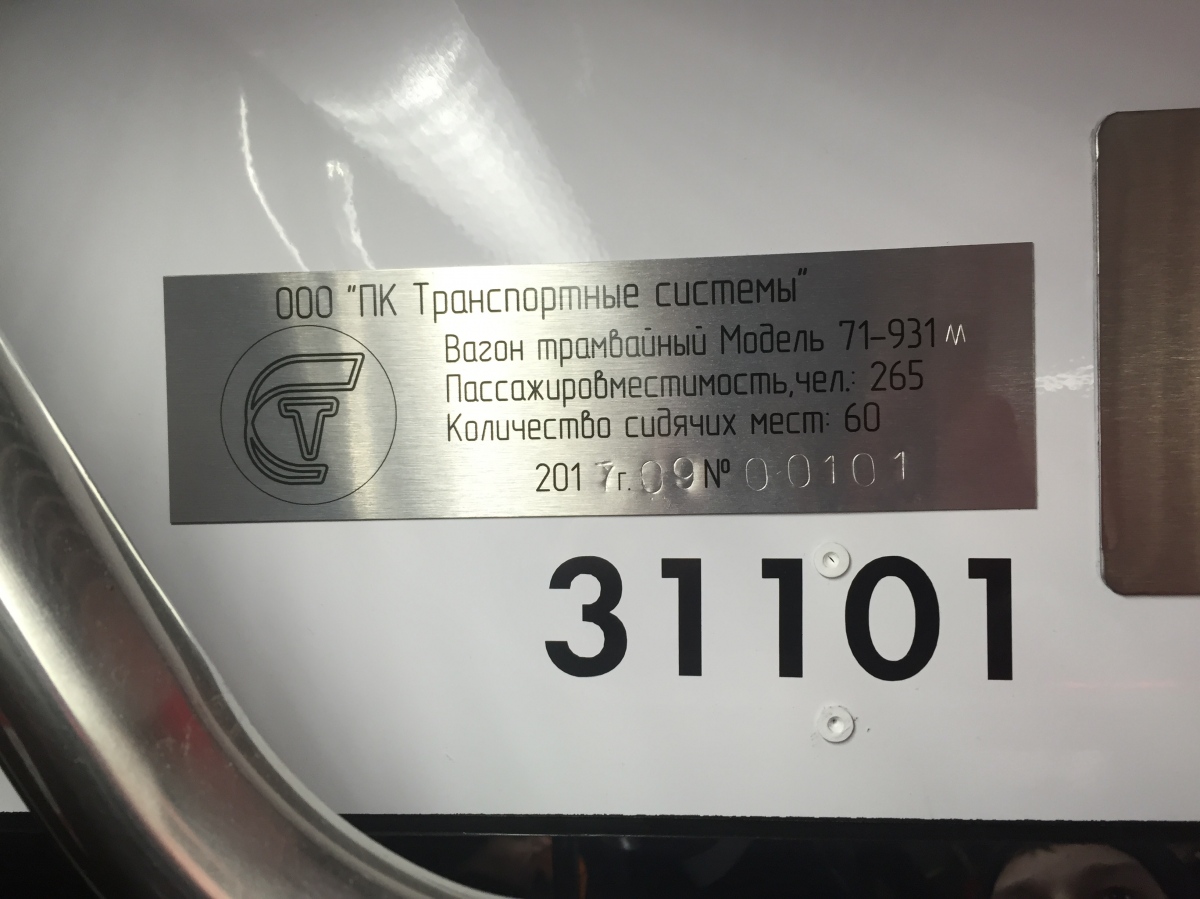 ООО "ПК Транспортные системы"
Вагон трамвайный Модель 71-931м
Пассажировместимость,чел.: 265
Количество сидячих мест: 60
2017г. 09 № 00101
31101
СТ